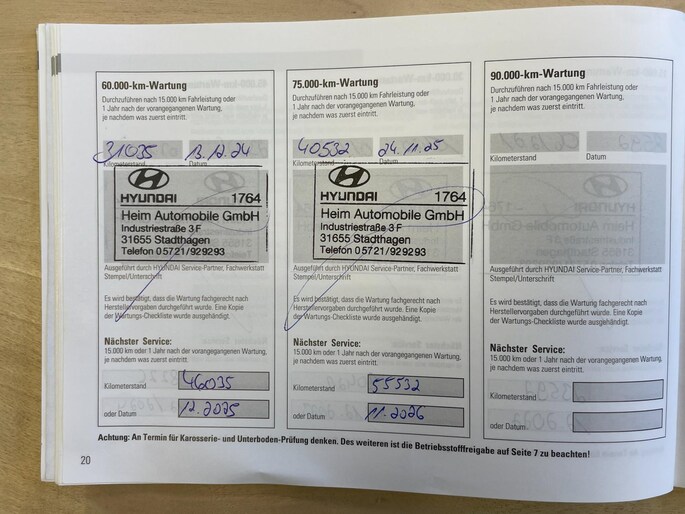 60.000-km-Wartung
Durchzuführen nach 15.000 km Fahrleistung oder
1 Jahr nach der vorangegangenen Wartung,
je nachdem was zuerst eintritt.
31035 13.12.24
Kilometerstand Datum
HYUNDAI 1764
Heim Automobile GmbH
Industriestraße 3 F
31655 Stadthagen
Telefon 05721/929293
Ausgeführt durch HYUNDAI Service-Partner, Fachwerkstatt
Stempel/Unterschrift
Es wird bestätigt, dass die Wartung fachgerecht nach
Herstellervorgaben durchgeführt wurde. Eine Kopie
der Wartungs-Checkliste wurde ausgehändigt.
Nächster Service:
15.000 km oder 1 Jahr nach der vorangegangenen Wartung,
je nachdem was zuerst eintritt.
Kilometerstand 46035
oder Datum 12.2025
75.000-km-Wartung
Durchzuführen nach 15.000 km Fahrleistung oder
1 Jahr nach der vorangegangenen Wartung,
je nachdem was zuerst eintritt.
40532 24.11.25
Kilometerstand Datum
HYUNDAI 1764
Heim Automobile GmbH
Industriestraße 3 F
31655 Stadthagen
Telefon 05721/929293
Ausgeführt durch HYUNDAI Service-Partner, Fachwerkstatt
Stempel/Unterschrift
Es wird bestätigt, dass die Wartung fachgerecht nach
Herstellervorgaben durchgeführt wurde. Eine Kopie
der Wartungs-Checkliste wurde ausgehändigt.
Nächster Service:
15.000 km oder 1 Jahr nach der vorangegangenen Wartung,
je nachdem was zuerst eintritt.
Kilometerstand 55532
oder Datum 11.2026
90.000-km-Wartung
Durchzuführen nach 15.000 km Fahrleistung oder
1 Jahr nach der vorangegangenen Wartung,
je nachdem was zuerst eintritt.
Kilometerstand Datum
Ausgeführt durch HYUNDAI Service-Partner, Fachwerkstatt
Stempel/Unterschrift
Es wird bestätigt, dass die Wartung fachgerecht nach
Herstellervorgaben durchgeführt wurde. Eine Kopie
der Wartungs-Checkliste wurde ausgehändigt.
Nächster Service:
15.000 km oder 1 Jahr nach der vorangegangenen Wartung,
je nachdem was zuerst eintritt.
Kilometerstand
oder Datum
Achtung: An Termin für Karosserie- und Unterboden-Prüfung denken. Des weiteren ist die Betriebsstofffreigabe auf Seite 7 zu beachten!
20